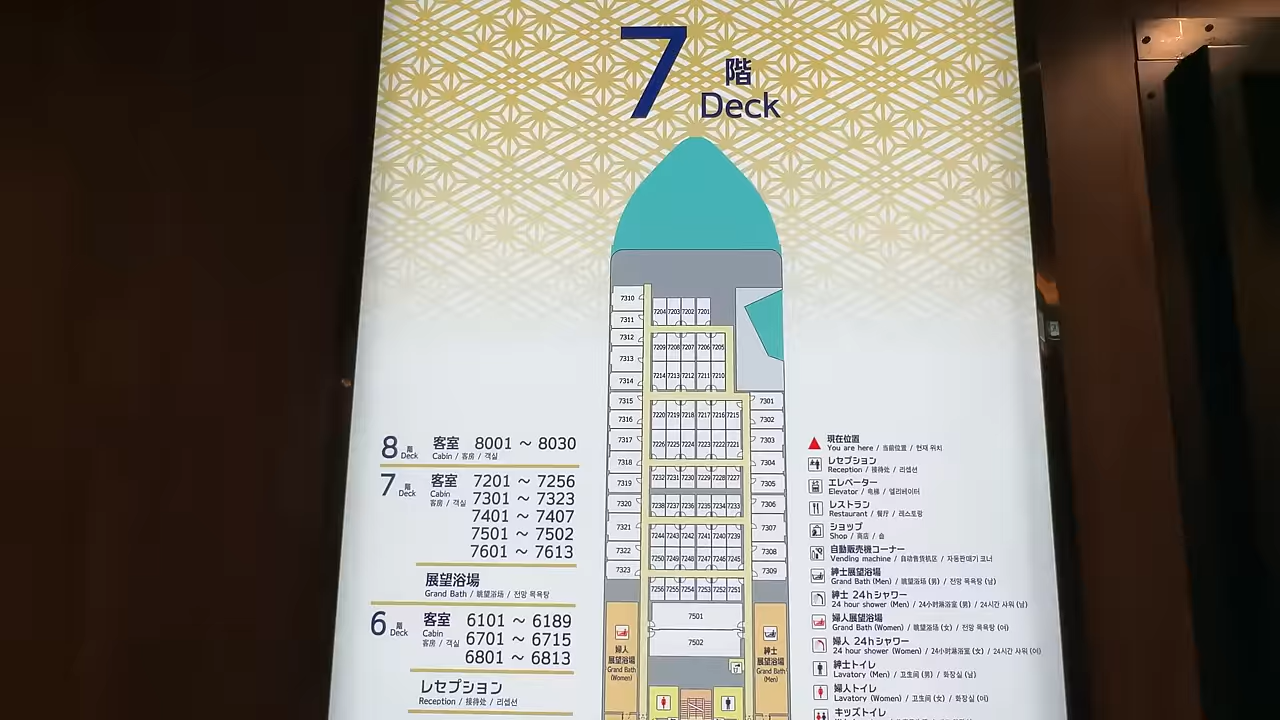 7
階
Deck
7310
7311
7312
7313
7314
7315
7316
7317
7318
7319
7320
7321
7322
7323
7204 7203 7202 7201
7209 7208 7207 7206 7205
7214 7213 7212 7211 7210
7220 7219 7218 7217 7216 7215
7226 7225 7224 7223 7222 7221
7232 7231 7230 7229 7228 7227
7238 7237 7236 7235 7234 7233
7244 7243 7242 7241 7240 7239
7250 7249 7248 7247 7246 7245
7256 7255 7254 7253 7252 7251
7301
7302
7303
7304
7305
7306
7307
7308
7309
7501
7502
婦人
展望浴場
Grand Bath
(Women)
紳士
展望浴場
Grand Bath
(Men)
8 階 Deck 客室 8001 ～ 8030
Cabin / 客房 / 객실
7 階 Deck 客室 7201 ～ 7256
Cabin 7301 ～ 7323
客房 / 객실 7401 ～ 7407
7501 ～ 7502
7601 ～ 7613
展望浴場
Grand Bath / 眺望浴场 / 전망 목욕탕
6 階 Deck 客室 6101 ～ 6189
Cabin 6701 ～ 6715
客房 / 객실 6801 ～ 6813
レセプション
Reception / 接待处 / 리셉션
現在位置
You are here / 当前位置 / 현재 위치
レセプション
Reception / 接待处 / 리셉션
エレベーター
Elevator / 电梯 / 엘리베이터
レストラン
Restaurant / 餐厅 / 레스토랑
ショップ
Shop / 商店 / 숍
自動販売機コーナー
Vending machine / 自动售货机区 / 자동판매기 코너
紳士展望浴場
Grand Bath (Men) / 眺望浴场 (男) / 전망 목욕탕 (남)
紳士 24hシャワー
24 hour shower (Men) / 24小时淋浴室 (男) / 24시간 샤워 (남)
婦人展望浴場
Grand Bath (Women) / 眺望浴场 (女) / 전망 목욕탕 (여)
婦人 24hシャワー
24 hour shower (Women) / 24小时淋浴室 (女) / 24시간 샤워 (여)
紳士トイレ
Lavatory (Men) / 卫生间 (男) / 화장실 (남)
婦人トイレ
Lavatory (Women) / 卫生间 (女) / 화장실 (여)
キッズトイレ